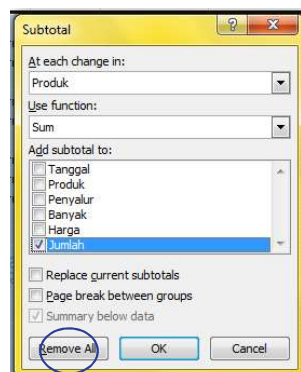 Subtotal
At each change in:
Produk
Use function:
Sum
Add subtotal to:
Tanggal
Produk
Penyalur
Banyak
Harga
Jumlah
Replace current subtotals
Page break between groups
Summary below data
Remove All OK Cancel